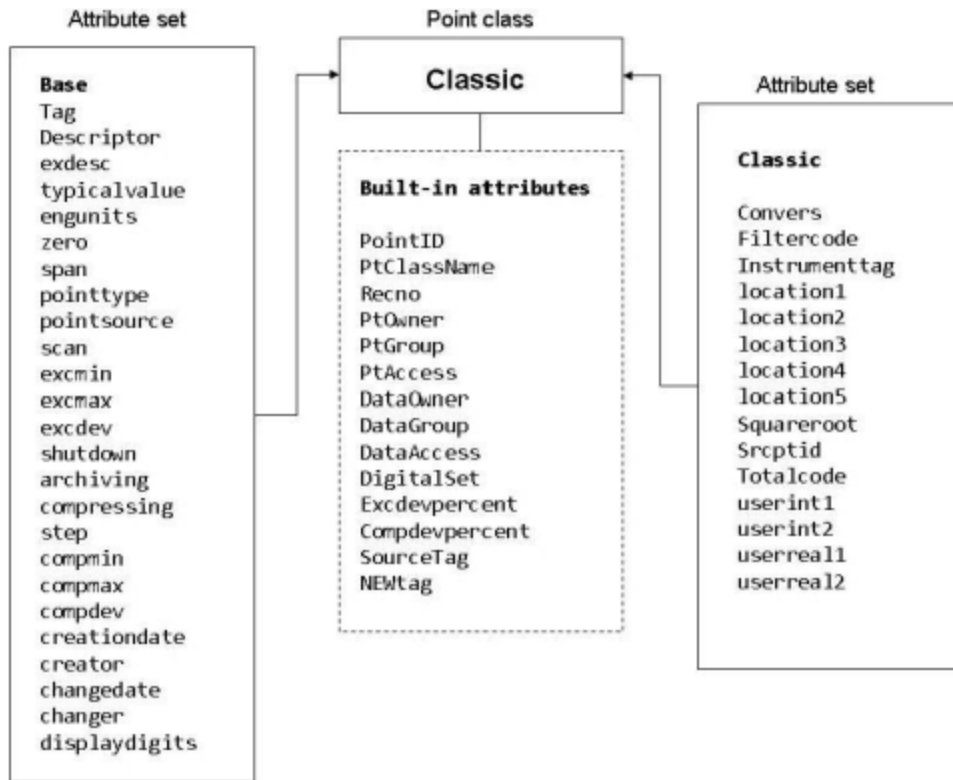 Attribute set
Base
Tag
Descriptor
exdesc
typicalvalue
engunits
zero
span
pointtype
pointsource
scan
excmin
excmax
excdev
shutdown
archiving
compressing
step
compmin
compmax
compdev
creationdate
creator
changedate
changer
displaydigits
Point class
Classic
Built-in attributes
PointID
PtClassName
Recno
PtOwner
PtGroup
PtAccess
DataOwner
DataGroup
DataAccess
DigitalSet
Excdevpercent
Compdevpercent
SourceTag
NEWtag
Attribute set
Classic
Convers
Filtercode
Instrumenttag
location1
location2
location3
location4
location5
Squareroot
Srcptid
Totalcode
userint1
userint2
userreal1
userreal2